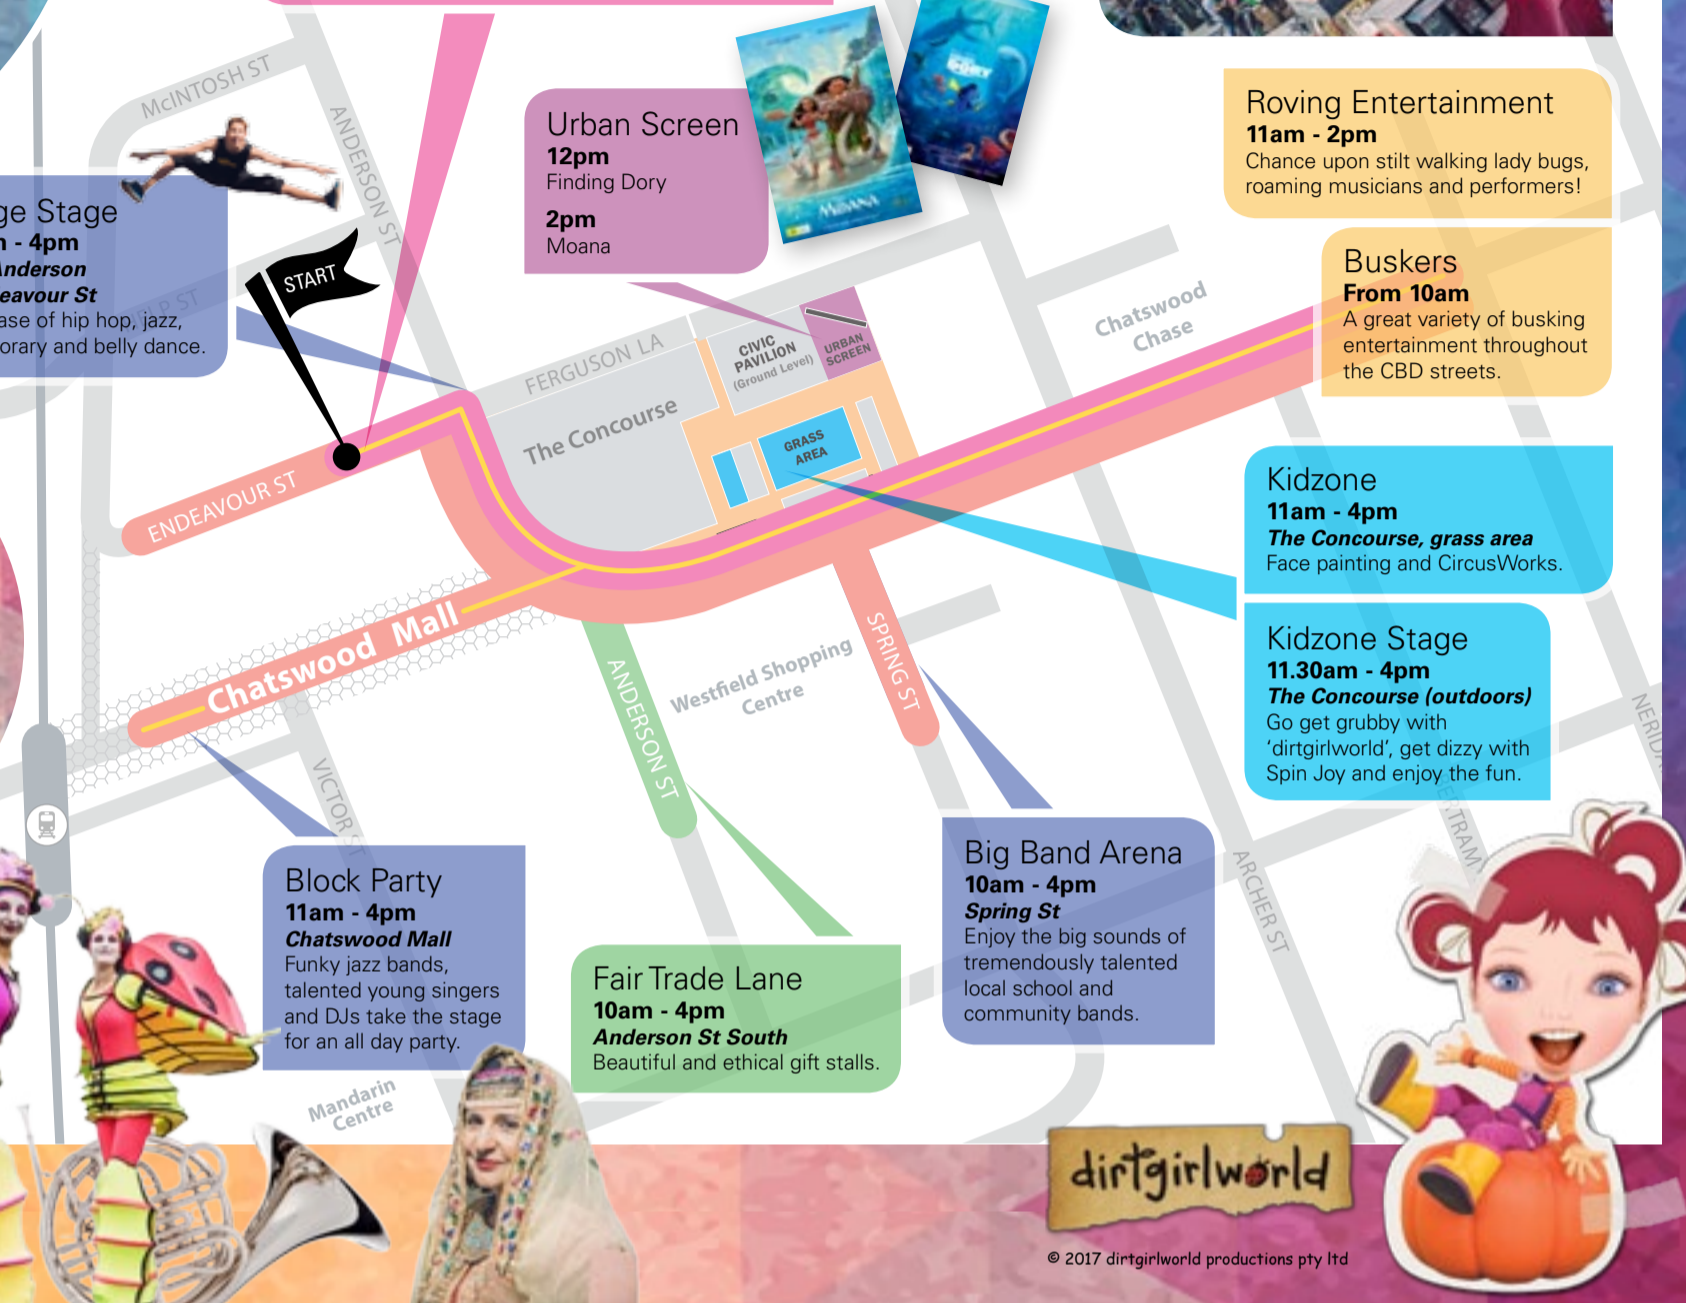 McINTOSH ST
ANDERSON ST
ge Stage
- 4pm
Anderson
eavour St
ase of hip hop, jazz,
orary and belly dance.
START
Urban Screen
12pm
Finding Dory
2pm
Moana
MOANA
DORY
Roving Entertainment
11am - 2pm
Chance upon stilt walking lady bugs,
roaming musicians and performers!
Buskers
From 10am
A great variety of busking
entertainment throughout
the CBD streets.
Chatswood
Chase
FERGUSON LA
CIVIC
PAVILION
(Ground Level)
URBAN
SCREEN
The Concourse
GRASS
AREA
ENDEAVOUR ST
Chatswood Mall
Kidzone
11am - 4pm
The Concourse, grass area
Face painting and CircusWorks.
Kidzone Stage
11.30am - 4pm
The Concourse (outdoors)
Go get grubby with
'dirtgirlworld', get dizzy with
Spin Joy and enjoy the fun.
SPRING ST
Westfield Shopping
Centre
ANDERSON ST
VICTOR ST
NERID
ERTRAM
ARCHER ST
Block Party
11am - 4pm
Chatswood Mall
Funky jazz bands,
talented young singers
and DJs take the stage
for an all day party.
Fair Trade Lane
10am - 4pm
Anderson St South
Beautiful and ethical gift stalls.
Big Band Arena
10am - 4pm
Spring St
Enjoy the big sounds of
tremendously talented
local school and
community bands.
Mandarin
Centre
dirtgirlworld
© 2017 dirtgirlworld productions pty ltd